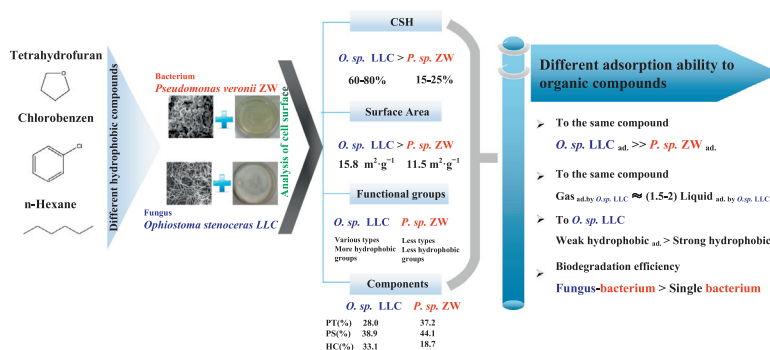 Tetrahydrofuran
O
Chlorobenzen
Cl
n-Hexane
Different hydrophobic compounds
Bacterium
Pseudomonas veronii ZW
Fungus
Ophiostoma stenoceras LLC
Analysis of cell surface
CSH
O. sp. LLC > P. sp. ZW
60-80% 15-25%
Surface Area
O. sp. LLC > P. sp. ZW
15.8 m²·g⁻¹ 11.5 m²·g⁻¹
Functional groups
O. sp. LLC P. sp. ZW
Various types Less types
More hydrophobic Less hydrophobic
groups groups
Components
O. sp. LLC P. sp. ZW
PT(%) 28.0 37.2
PS(%) 38.9 44.1
HC(%) 33.1 18.7
Different adsorption ability to
organic compounds
➢ To the same compound
O. sp. LLC ad. >> P. sp. ZW ad.
➢ To the same compound
Gas ad.by O.sp. LLC ≈ (1.5-2) Liquid ad. by O.sp. LLC
➢ To O. sp. LLC
Weak hydrophobic ad. > Strong hydrophobic
➢ Biodegradation efficiency
Fungus-bacterium > Single bacterium